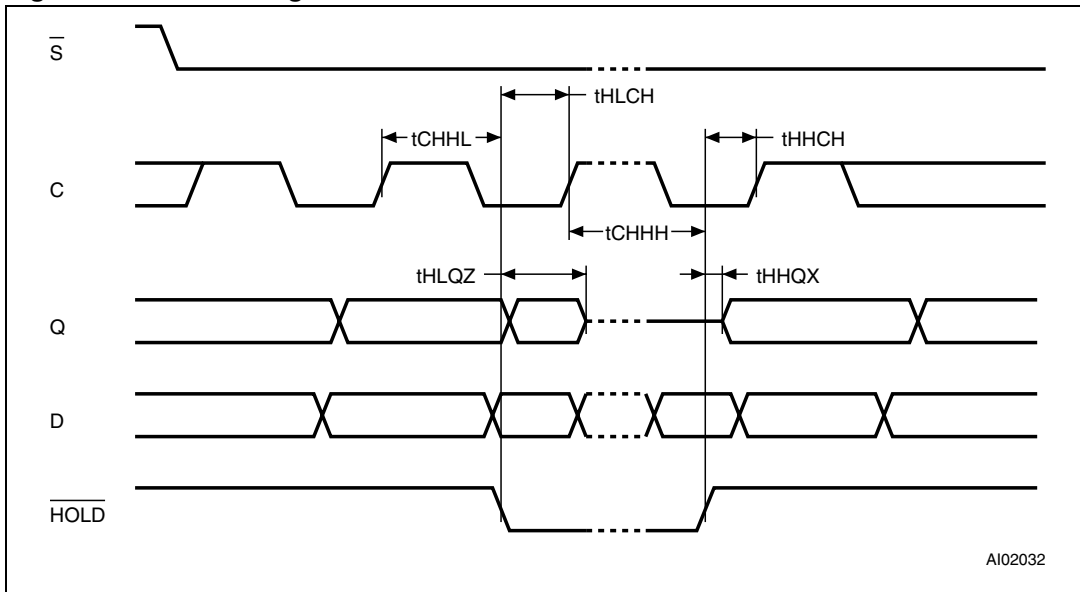 S
tHLCH
tCHHL
tHHCH
C
tCHHH
tHLQZ
tHHQX
Q
D
HOLD
AI02032